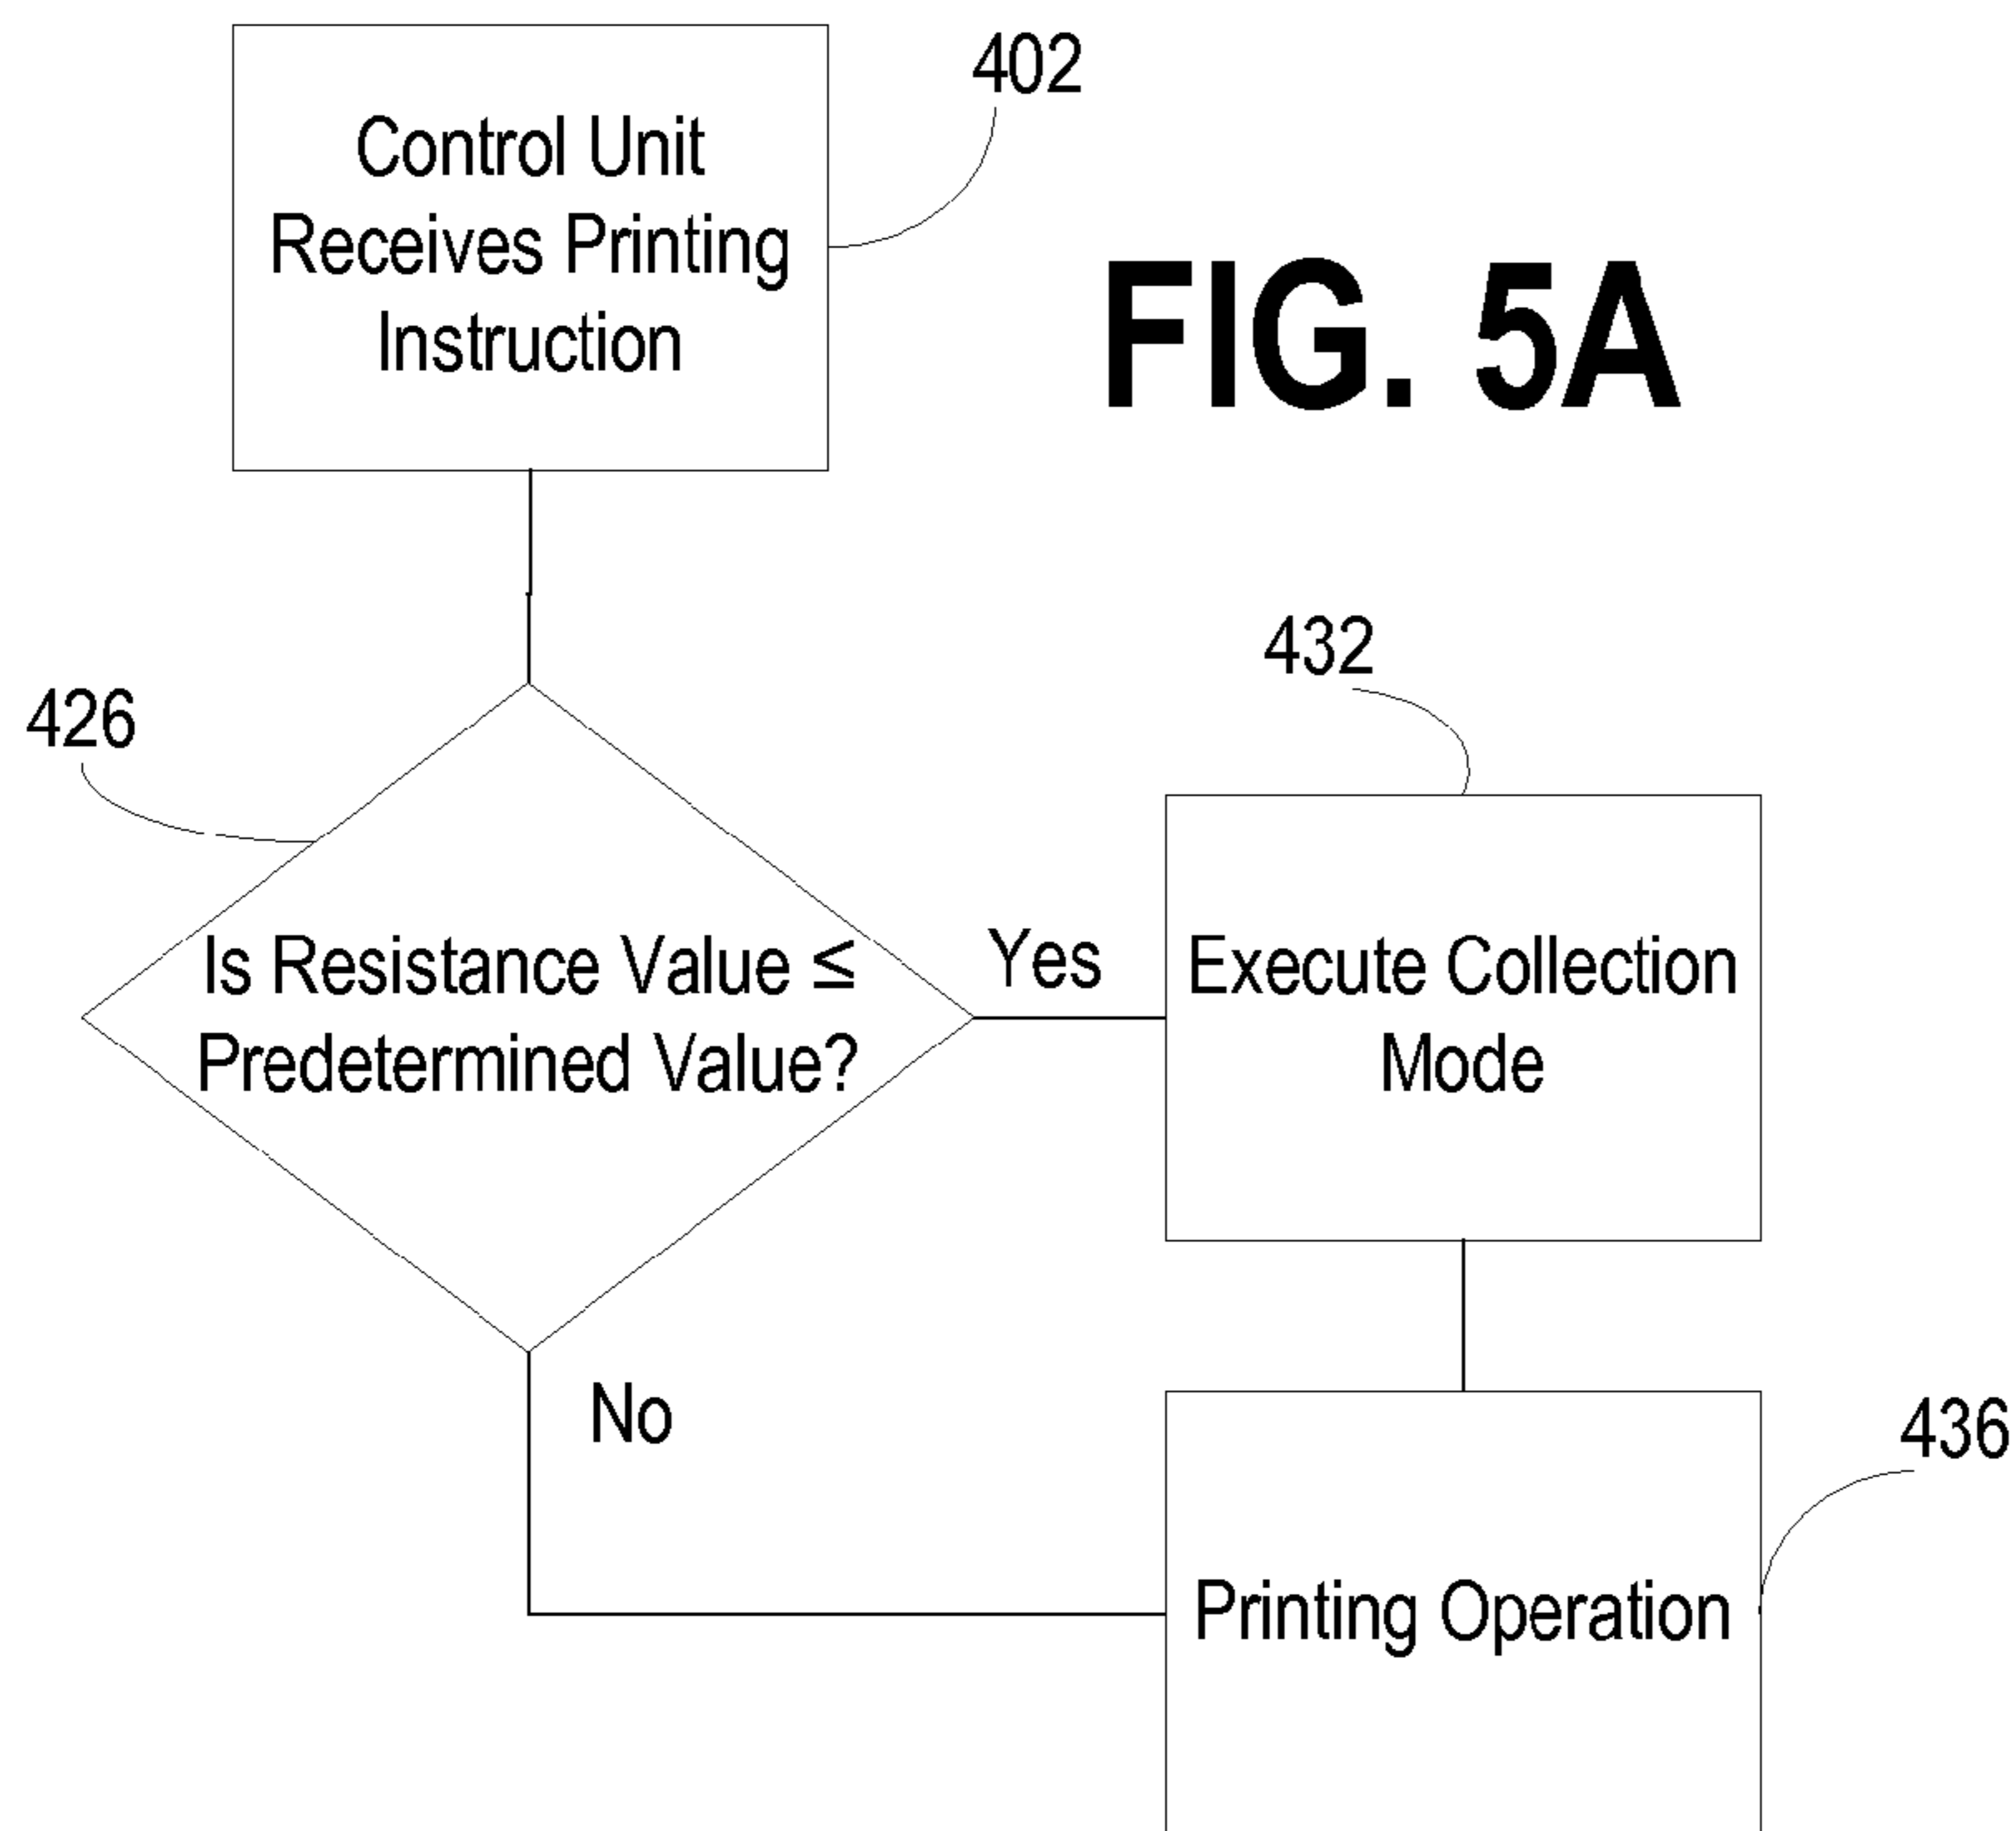 402
Control Unit
Receives Printing
Instruction
FIG. 5A
432
426
Is Resistance Value ≤
Predetermined Value?
Yes
Execute Collection
Mode
No
436
Printing Operation